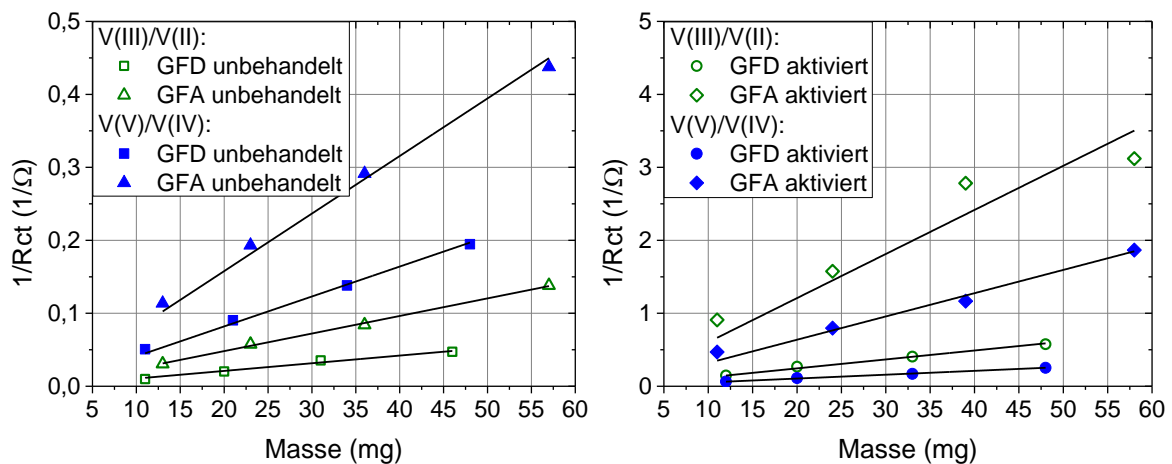 0,5
0,4
0,3
0,2
0,1
0,0
1/Rct (1/Ω)
V(III)/V(II):
GFD unbehandelt
GFA unbehandelt
V(V)/V(IV):
GFD unbehandelt
GFA unbehandelt
5 10 15 20 25 30 35 40 45 50 55 60
Masse (mg)
5
4
3
2
1
0
1/Rct (1/Ω)
V(III)/V(II):
GFD aktiviert
GFA aktiviert
V(V)/V(IV):
GFD aktiviert
GFA aktiviert
5 10 15 20 25 30 35 40 45 50 55 60
Masse (mg)